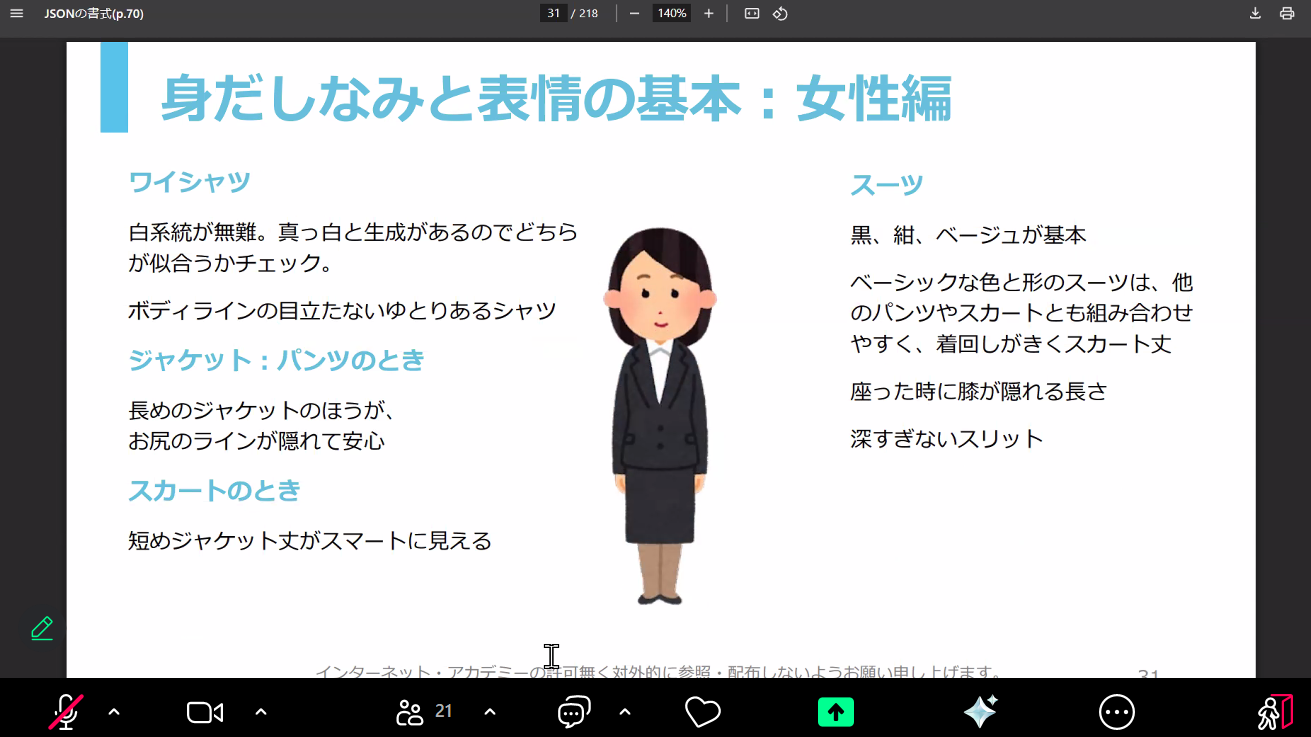 JSONの書式(p.70)
31 / 218
140%
身だしなみと表情の基本：女性編
ワイシャツ
白系統が無難。真っ白と生成があるのでどちら
が似合うかチェック。
ボディラインの目立たないゆとりあるシャツ
ジャケット：パンツのとき
長めのジャケットのほうが、
お尻のラインが隠れて安心
スカートのとき
短めジャケット丈がスマートに見える
スーツ
黒、紺、ベージュが基本
ベーシックな色と形のスーツは、他
のパンツやスカートとも組み合わせ
やすく、着回しがきくスカート丈
座った時に膝が隠れる長さ
深すぎないスリット
インターネット・アカデミーの許可無く対外的に参照・配布しないようお願い申し上げます。
31
21